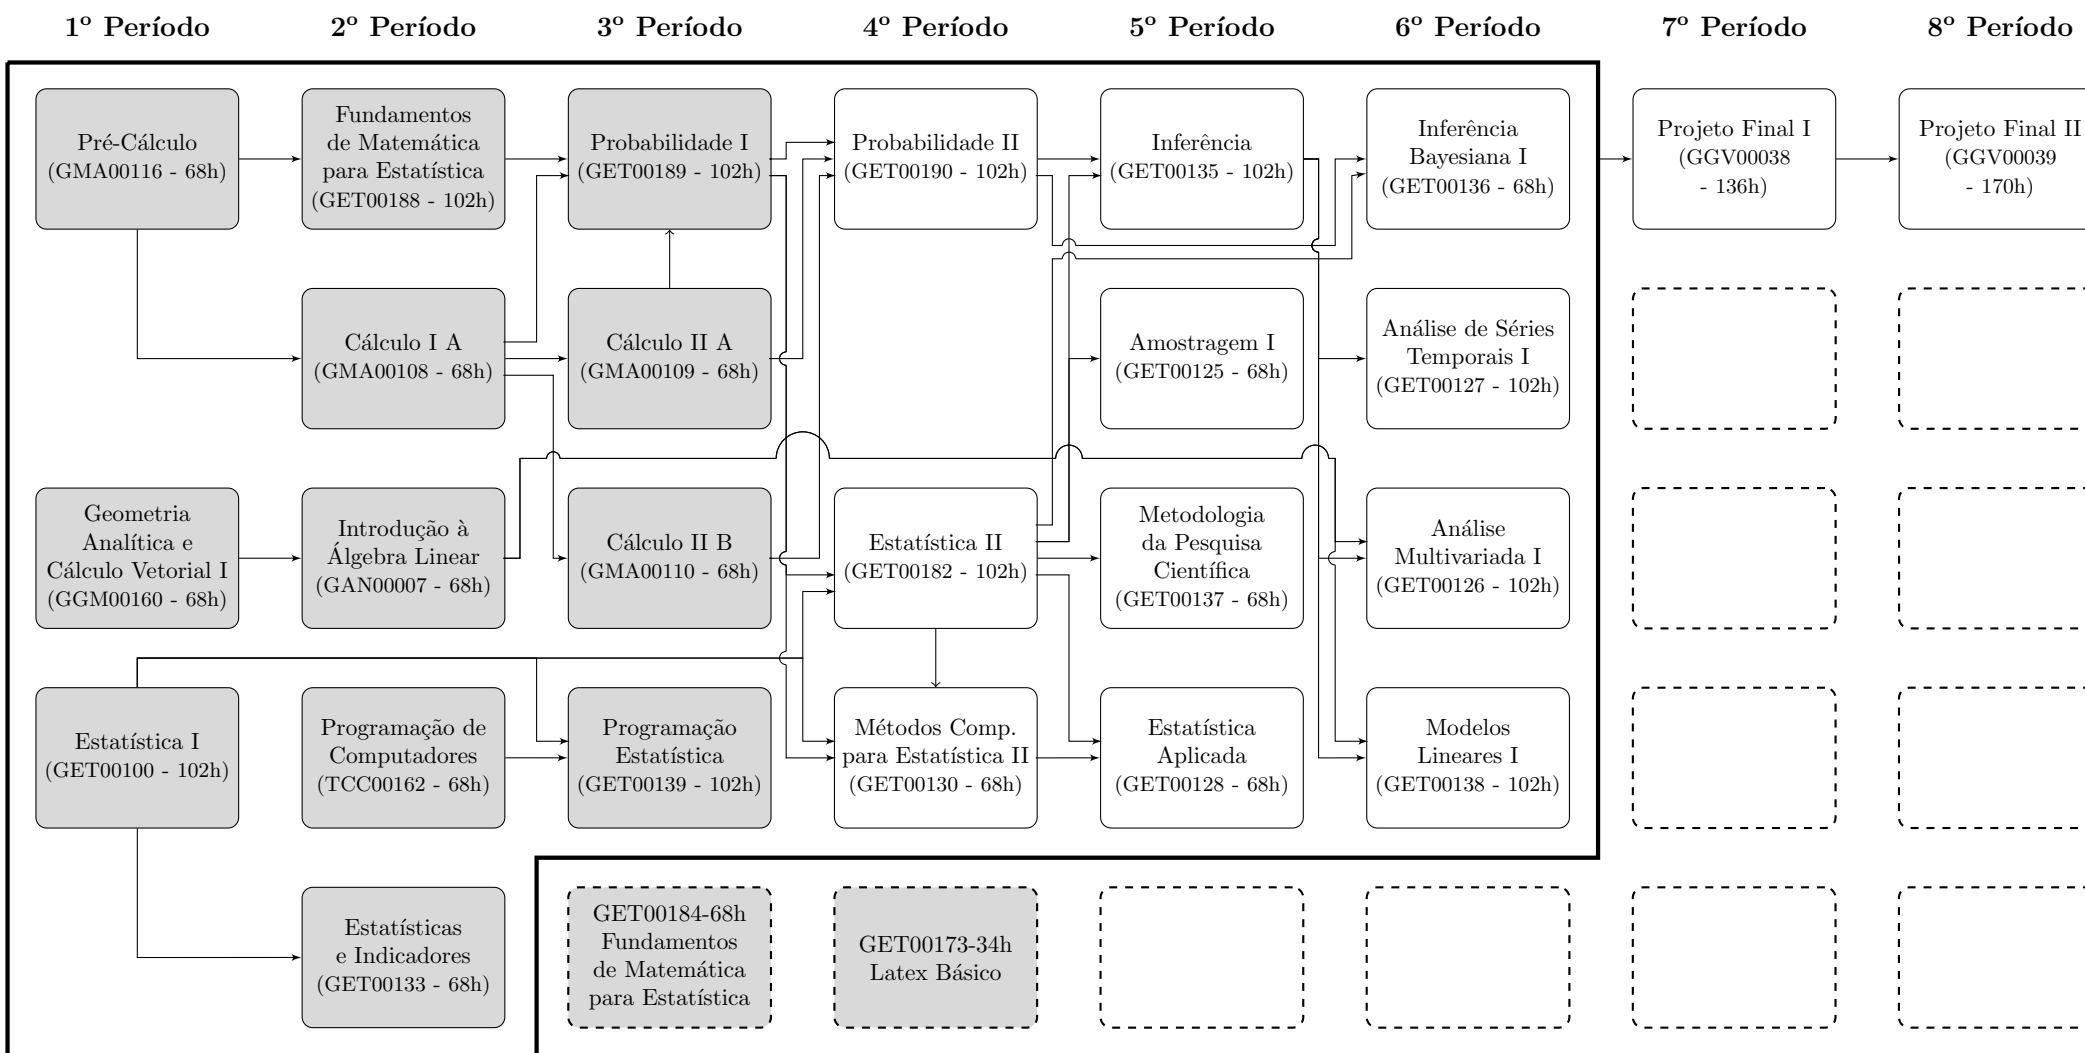 1º Período
2º Período
3º Período
4º Período
5º Período
6º Período
7º Período
8º Período
Pré-Cálculo
(GMA00116 - 68h)
Fundamentos
de Matemática
para Estatística
(GET00188 - 102h)
Probabilidade I
(GET00189 - 102h)
Probabilidade II
(GET00190 - 102h)
Inferência
(GET00135 - 102h)
Inferência
Bayesiana I
(GET00136 - 68h)
Projeto Final I
(GGV00038
- 136h)
Projeto Final II
(GGV00039
- 170h)
Cálculo I A
(GMA00108 - 68h)
Cálculo II A
(GMA00109 - 68h)
Amostragem I
(GET00125 - 68h)
Análise de Séries
Temporais I
(GET00127 - 102h)
Geometria
Analítica e
Cálculo Vetorial I
(GGM00160 - 68h)
Introdução à
Álgebra Linear
(GAN00007 - 68h)
Cálculo II B
(GMA00110 - 68h)
Estatística II
(GET00182 - 102h)
Metodologia
da Pesquisa
Científica
(GET00137 - 68h)
Análise
Multivariada I
(GET00126 - 102h)
Estatística I
(GET00100 - 102h)
Programação de
Computadores
(TCC00162 - 68h)
Programação
Estatística
(GET00139 - 102h)
Métodos Comp.
para Estatística II
(GET00130 - 68h)
Estatística
Aplicada
(GET00128 - 68h)
Modelos
Lineares I
(GET00138 - 102h)
Estatísticas
e Indicadores
(GET00133 - 68h)
GET00184-68h
Fundamentos
de Matemática
para Estatística
GET00173-34h
Latex Básico